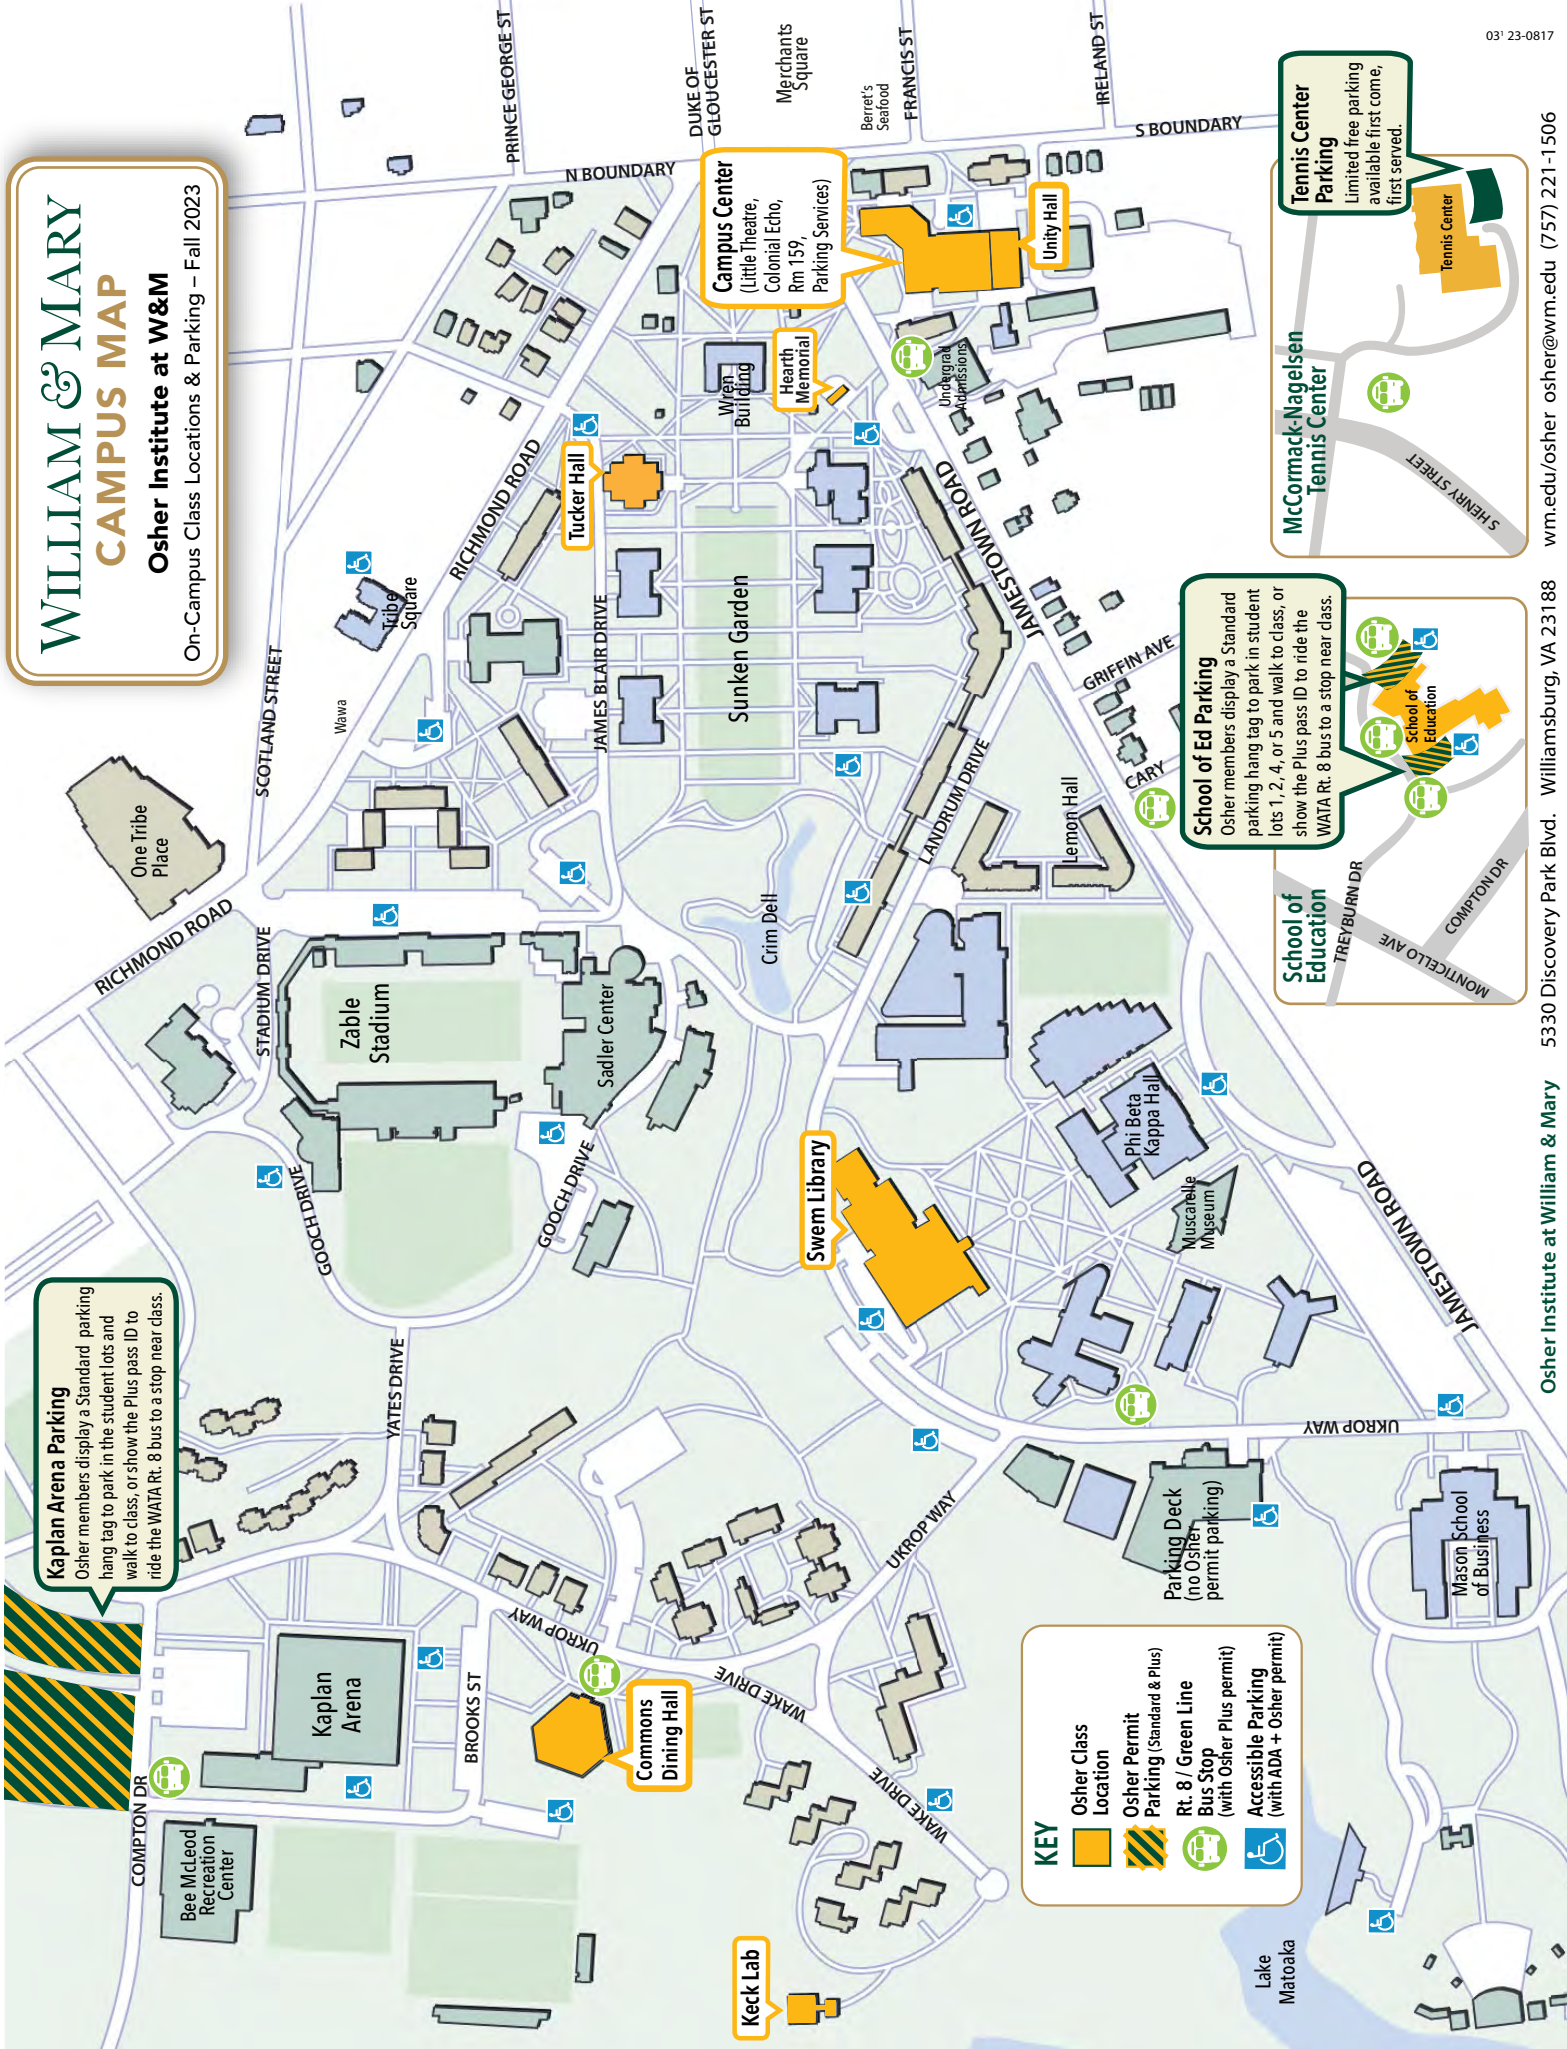 WILLIAM & MARY
CAMPUS MAP
Osher Institute at W&M
On-Campus Class Locations & Parking – Fall 2023
Kaplan Arena Parking
Osher members display a Standard parking
hang tag to park in the student lots and
walk to class, or show the Plus pass ID to
ride the WATA Rt. 8 bus to a stop near class.
COMPTON DR
Bee McLeod
Recreation
Center
Kaplan
Arena
BROOKS ST
YATES DRIVE
GOOCH DRIVE
GOOCH DRIVE
STADIUM DRIVE
RICHMOND ROAD
One Tribe
Place
Zable
Stadium
Sadler Center
SCOTLAND STREET
Wawa
Tribe
Square
RICHMOND ROAD
PRINCE GEORGE ST
N BOUNDARY
DUKE OF
GLOUCESTER ST
Merchants
Square
Berret's
Seafood
FRANCIS ST
IRELAND ST
S BOUNDARY
Commons
Dining Hall
UKROP WAY
WAKE DRIVE
WAKE DRIVE
WAKE DRIVE
Keck Lab
UKROP WAY
UKROP WAY
Swem Library
Crim Dell
JAMES BLAIR DRIVE
Tucker Hall
Sunken Garden
Wren
Building
Hearth
Memorial
Campus Center
(Little Theatre,
Colonial Echo,
Rm 159,
Parking Services)
Unity Hall
Undergrad
Admissions
LANDRUM DRIVE
Lemon Hall
JAMESTOWN ROAD
JAMESTOWN ROAD
GRIFFIN AVE
CARY
Phi Beta
Kappa Hall
Muscarelle
Museum
JAMESTOWN ROAD
JAMESTOWN ROAD
Parking Deck
(no Osher
permit parking)
Mason School
of Business
Lake
Matoaka
KEY
Osher Class
Location
Osher Permit
Parking (Standard & Plus)
Rt. 8 / Green Line
Bus Stop
(with Osher Plus permit)
Accessible Parking
(with ADA + Osher permit)
School of
Education
School of Ed Parking
Osher members display a Standard
parking hang tag to park in student
lots 1, 2, 4, or 5 and walk to class, or
show the Plus pass ID to ride the
WATA Rt. 8 bus to a stop near class.
TREYBURN DR
MONTICELLO AVE
COMPTON DR
School of
Education
McCormack-Nagelsen
Tennis Center
S HENRY STREET
Tennis Center
Tennis Center
Parking
Limited free parking
available first come,
first served.
Osher Institute at William & Mary 5330 Discovery Park Blvd. Williamsburg, VA 23188 wm.edu/osher osher@wm.edu (757) 221-1506
03¹ 23-0817